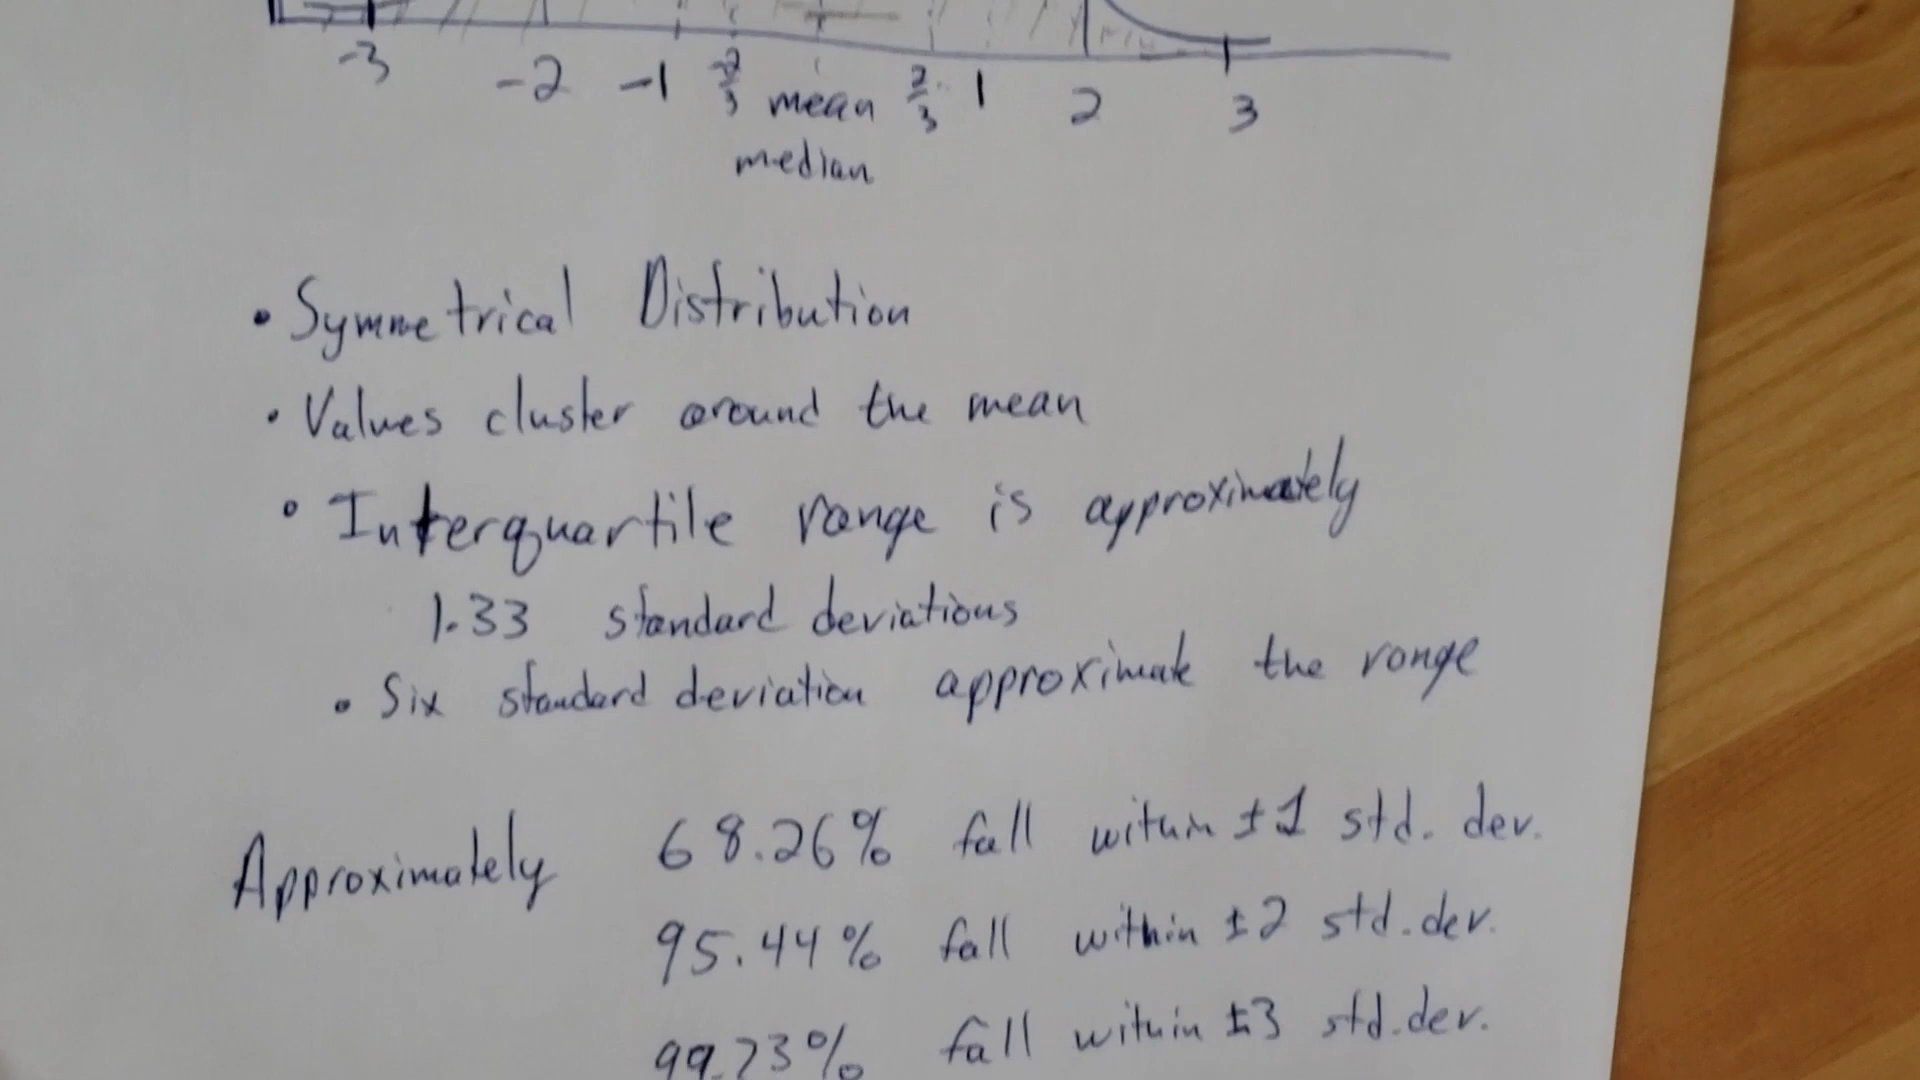 -3 -2 -1 -2/3 mean 2/3 1 2 3
median
• Symmetrical Distribution
• Values cluster around the mean
• Interquartile range is approximately
1.33 standard deviations
• Six standard deviation approximate the range
Approximately 68.26% fall within ±1 std. dev.
95.44% fall within ±2 std. dev.
99.73% fall within ±3 std. dev.